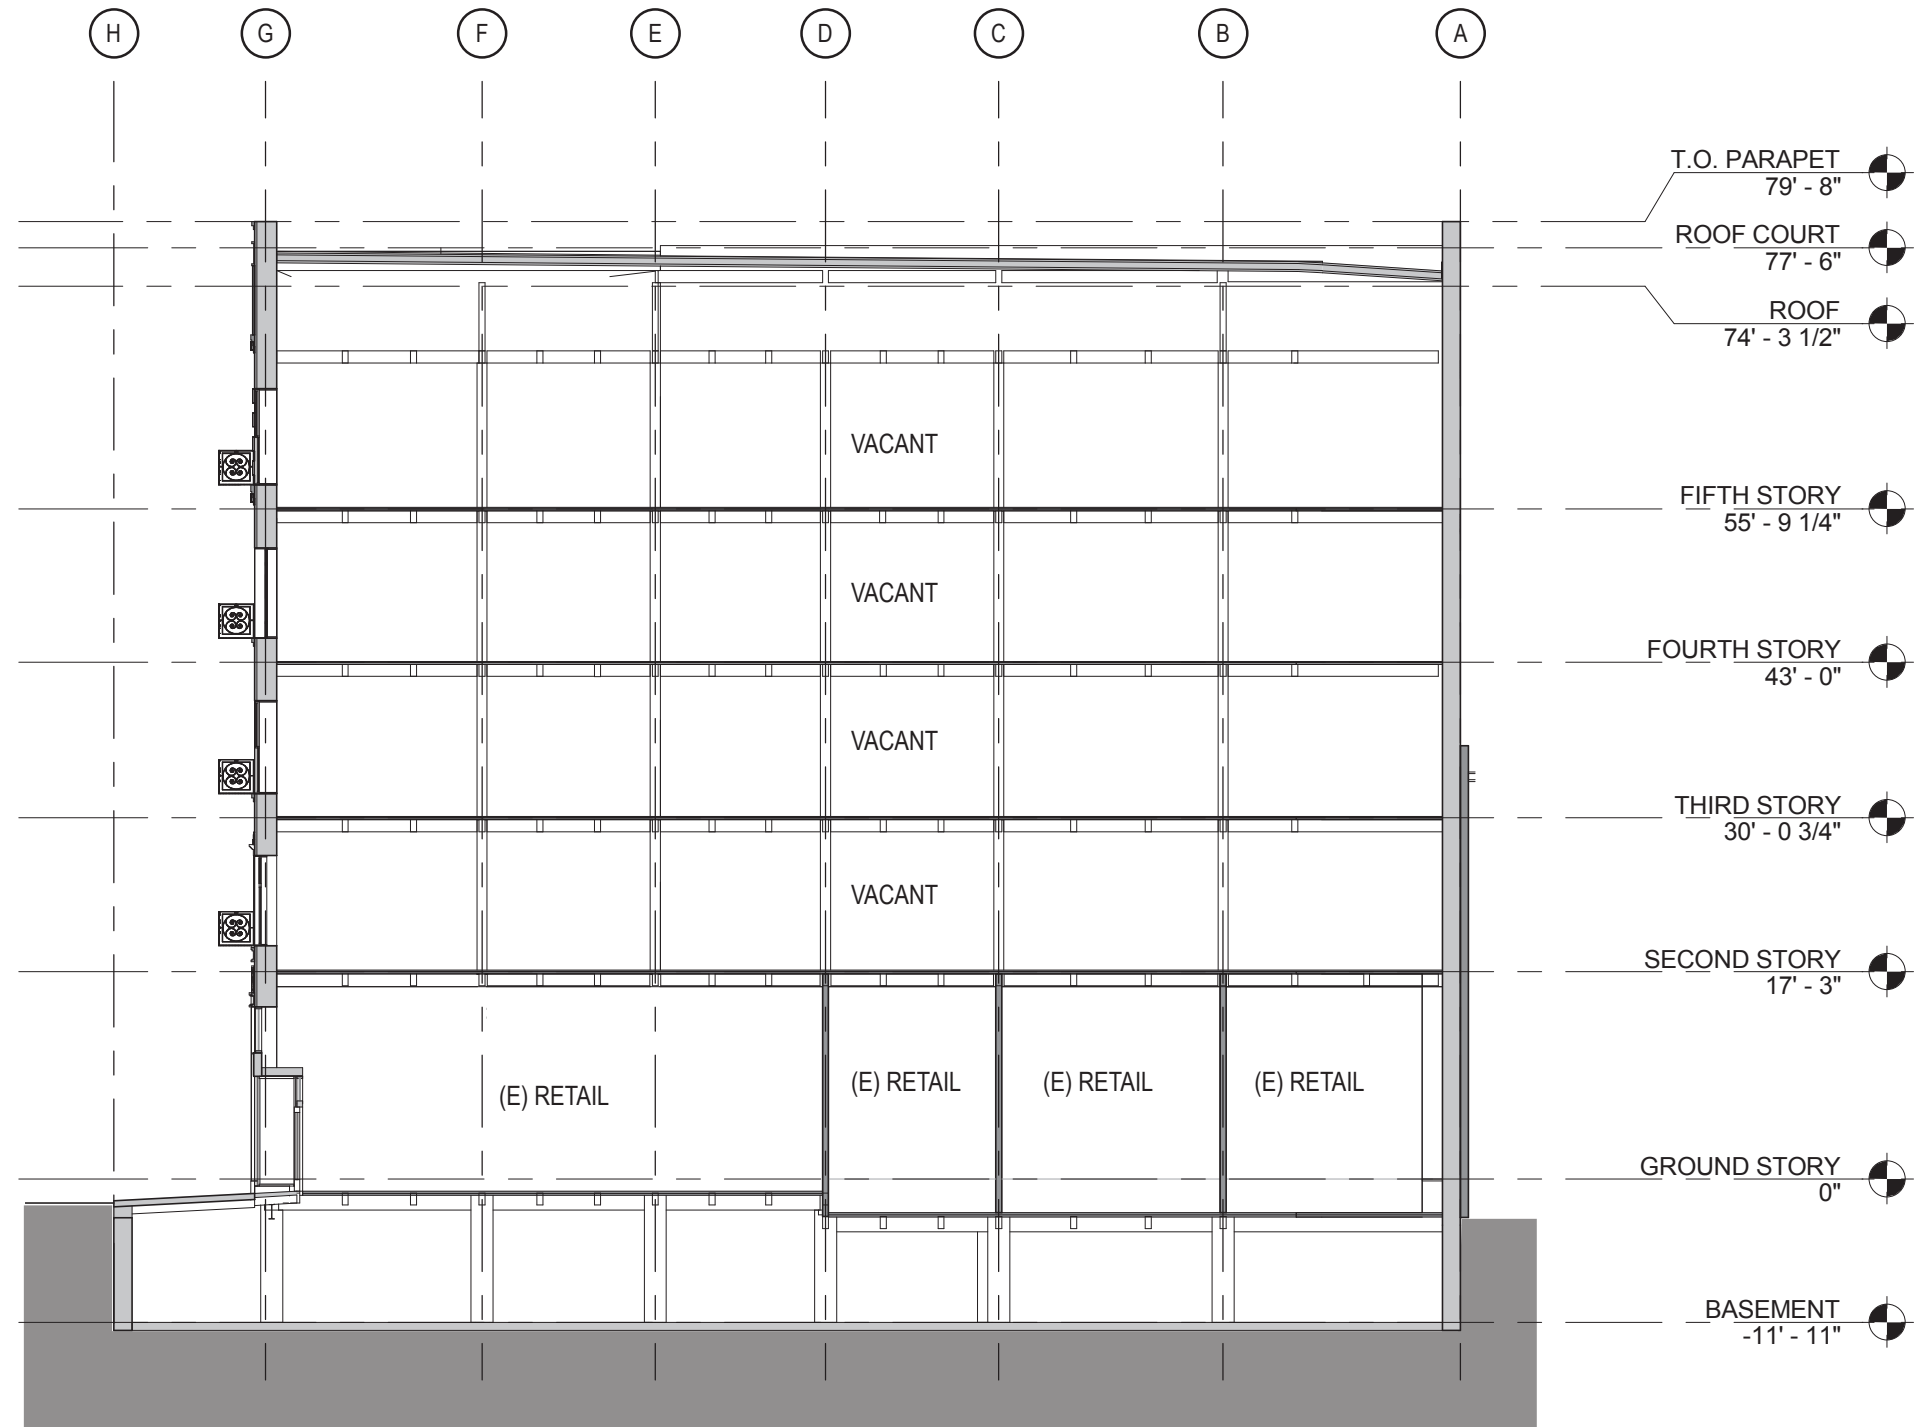 H G F E D C B A
T.O. PARAPET
79' - 8"
ROOF COURT
77' - 6"
ROOF
74' - 3 1/2"
VACANT
FIFTH STORY
55' - 9 1/4"
VACANT
FOURTH STORY
43' - 0"
VACANT
THIRD STORY
30' - 0 3/4"
VACANT
SECOND STORY
17' - 3"
(E) RETAIL
(E) RETAIL
(E) RETAIL
(E) RETAIL
GROUND STORY
0"
BASEMENT
-11' - 11"